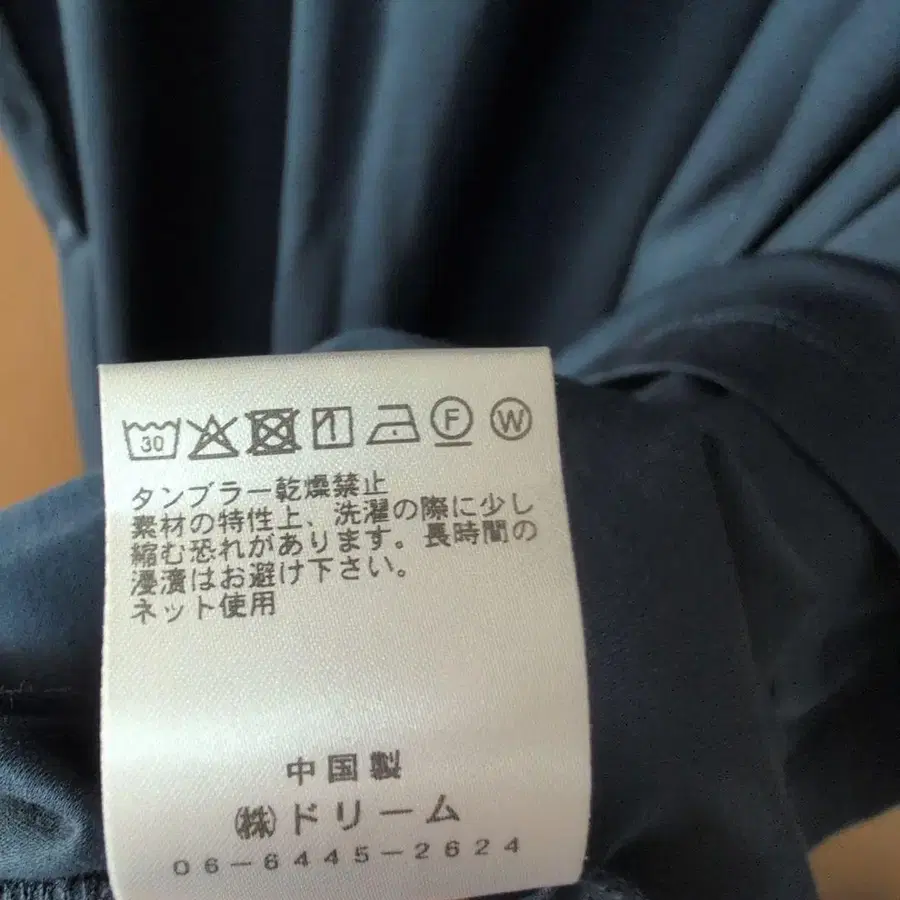 30 F W
タンブラー乾燥禁止
素材の特性上、洗濯の際に少し
縮む恐れがあります。長時間の
浸漬はお避け下さい。
ネット使用
中国製
㈱ドリーム
06-6445-2624